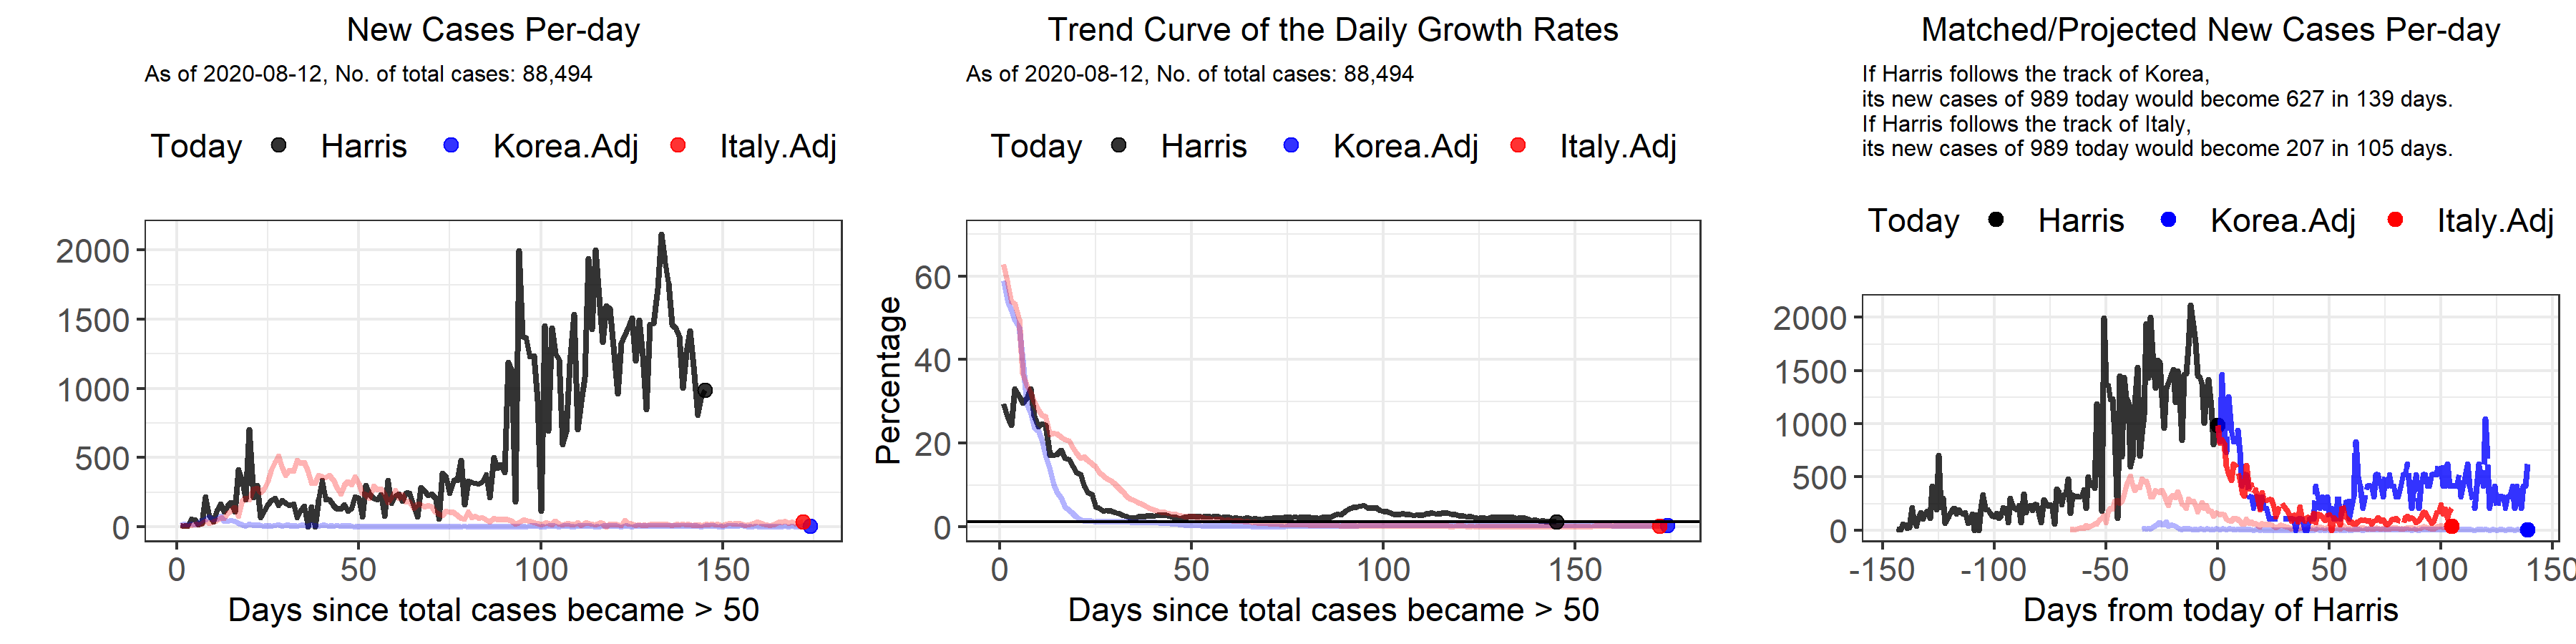 New Cases Per-day
As of 2020-08-12, No. of total cases: 88,494
Today Harris Korea.Adj Italy.Adj
2000
1500
1000
500
0
0 50 100 150
Days since total cases became > 50
Trend Curve of the Daily Growth Rates
As of 2020-08-12, No. of total cases: 88,494
Today Harris Korea.Adj Italy.Adj
Percentage
60
40
20
0
0 50 100 150
Days since total cases became > 50
Matched/Projected New Cases Per-day
If Harris follows the track of Korea,
its new cases of 989 today would become 627 in 139 days.
If Harris follows the track of Italy,
its new cases of 989 today would become 207 in 105 days.
Today Harris Korea.Adj Italy.Adj
2000
1500
1000
500
0
-150 -100 -50 0 50 100 150
Days from today of Harris